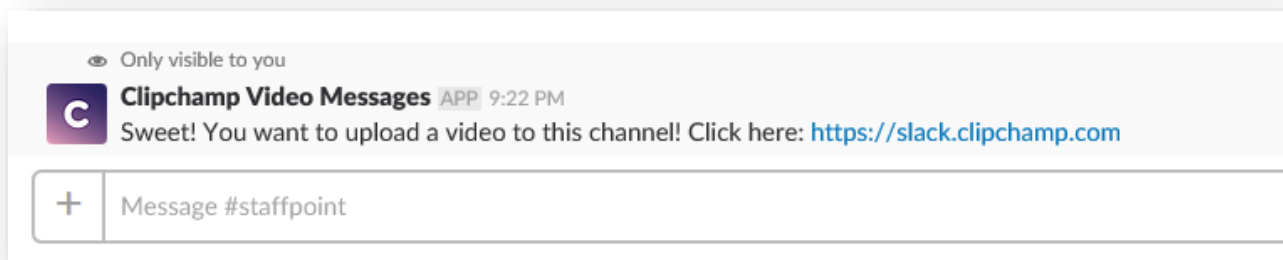 Only visible to you
C
Clipchamp Video Messages APP 9:22 PM
Sweet! You want to upload a video to this channel! Click here: https://slack.clipchamp.com
+ Message #staffpoint